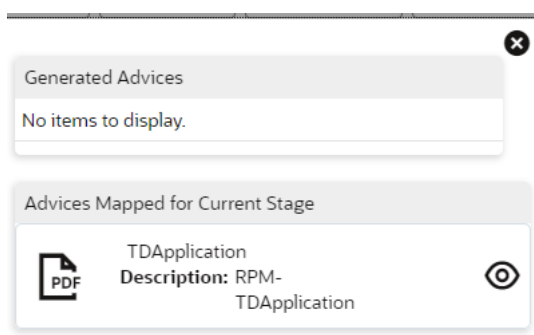 Generated Advices
No items to display.
Advices Mapped for Current Stage
TDApplication
PDF
Description: RPM-
TDApplication